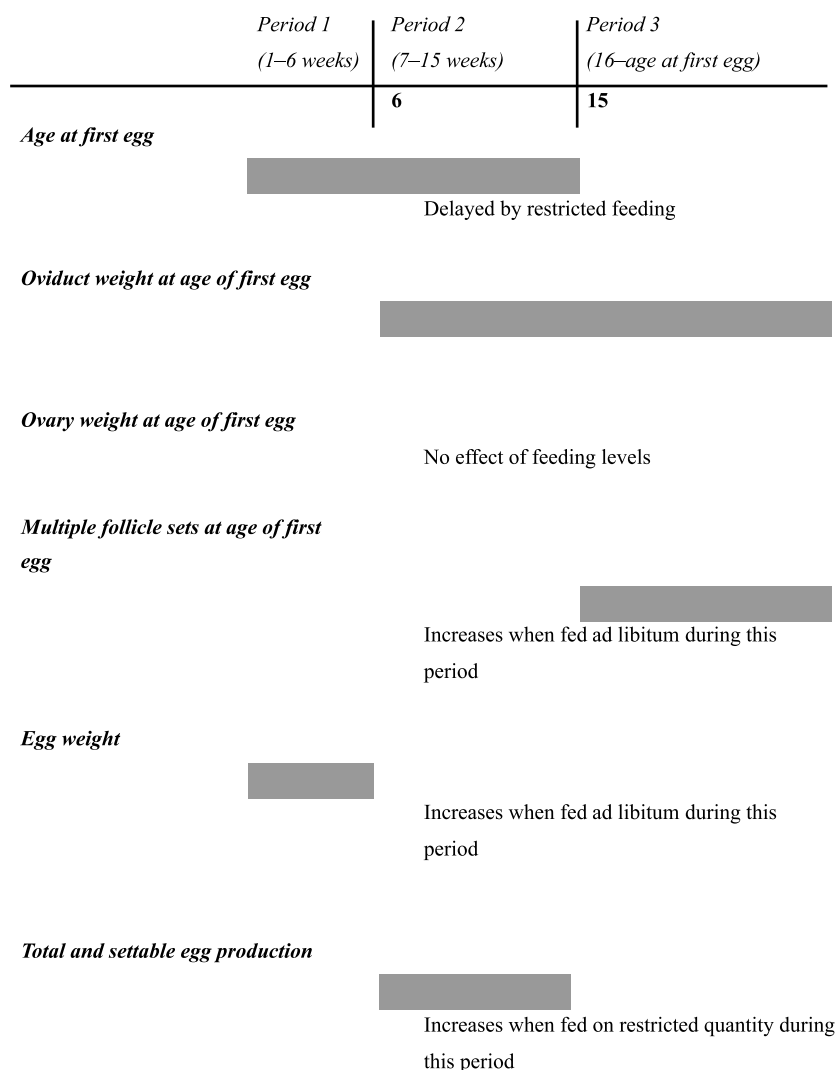 Period 1 Period 2 Period 3
(1–6 weeks) (7–15 weeks) (16–age at first egg)
6 15
Age at first egg
Delayed by restricted feeding
Oviduct weight at age of first egg
Ovary weight at age of first egg
No effect of feeding levels
Multiple follicle sets at age of first
egg
Increases when fed ad libitum during this
period
Egg weight
Increases when fed ad libitum during this
period
Total and settable egg production
Increases when fed on restricted quantity during
this period